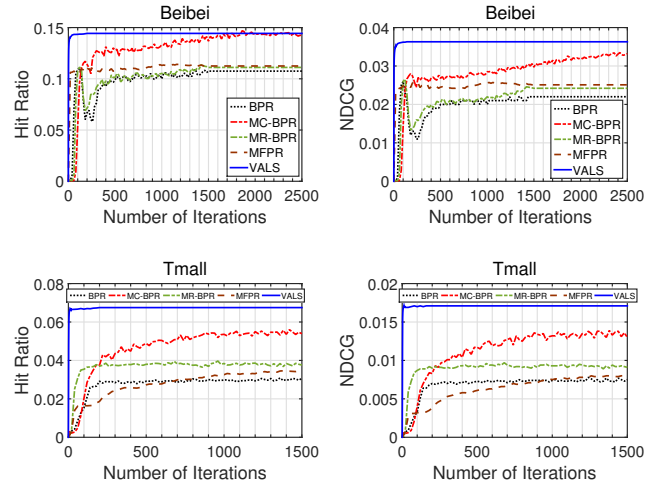 Beibei
Hit Ratio
0.15
0.10
0.15
0
0
500
1000
1500
2000
2500
BPR
MC-BPR
MR-BPR
MFPR
VALS
Number of Iterations
Beibei
NDCG
0.04
0.03
0.02
0.01
0
0
500
1000
1500
2000
2500
BPR
MC-BPR
MR-BPR
MFPR
VALS
Number of Iterations
Tmall
Hit Ratio
0.08
0.06
0.04
0.02
0
BPR MC-BPR MR-BPR MFPR VALS
0
500
1000
1500
Number of Iterations
Tmall
NDCG
0.02
0.015
0.01
0.005
0
BPR MC-BPR MR-BPR MFPR VALS
0
500
1000
1500
Number of Iterations